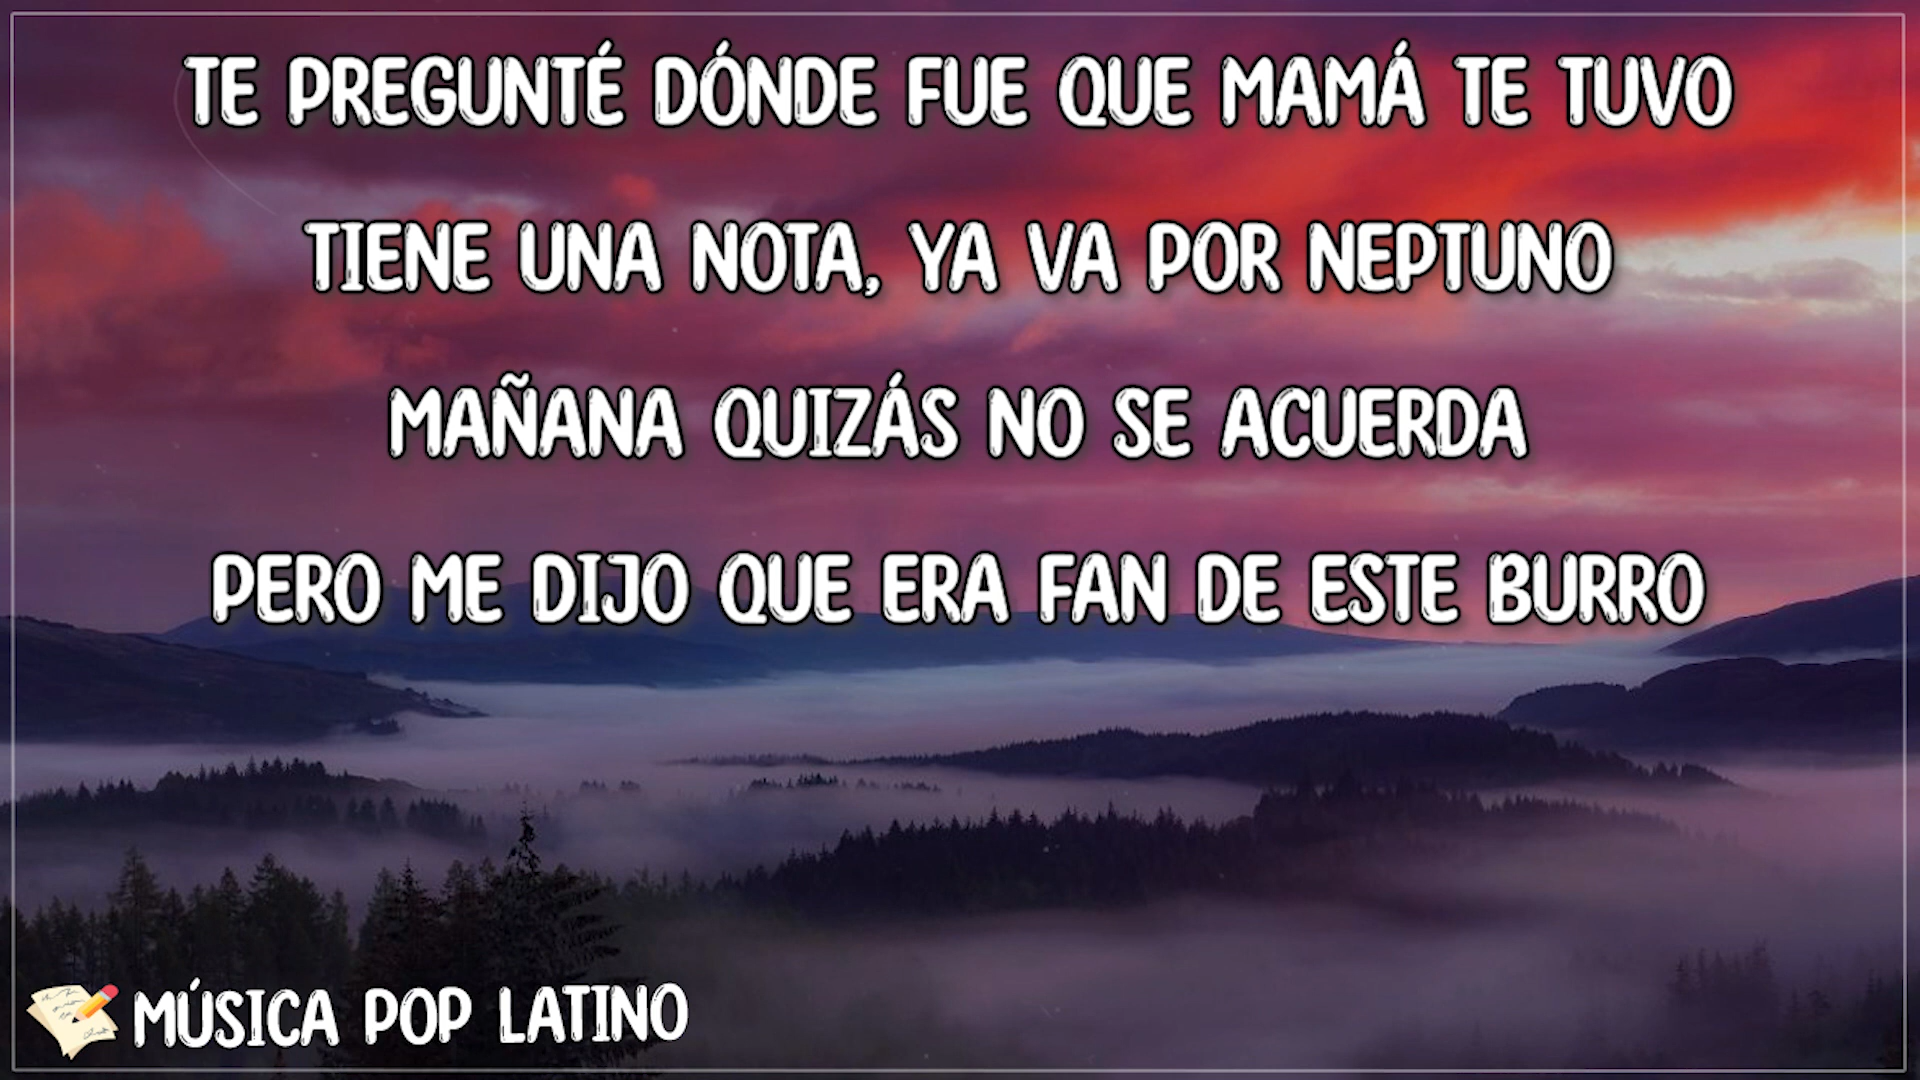 TE PREGUNTÉ DÓNDE FUE QUE MAMÁ TE TUVO
TIENE UNA NOTA, YA VA POR NEPTUNO
MAÑANA QUIZÁS NO SE ACUERDA
PERO ME DIJO QUE ERA FAN DE ESTE BURRO
MÚSICA POP LATINO